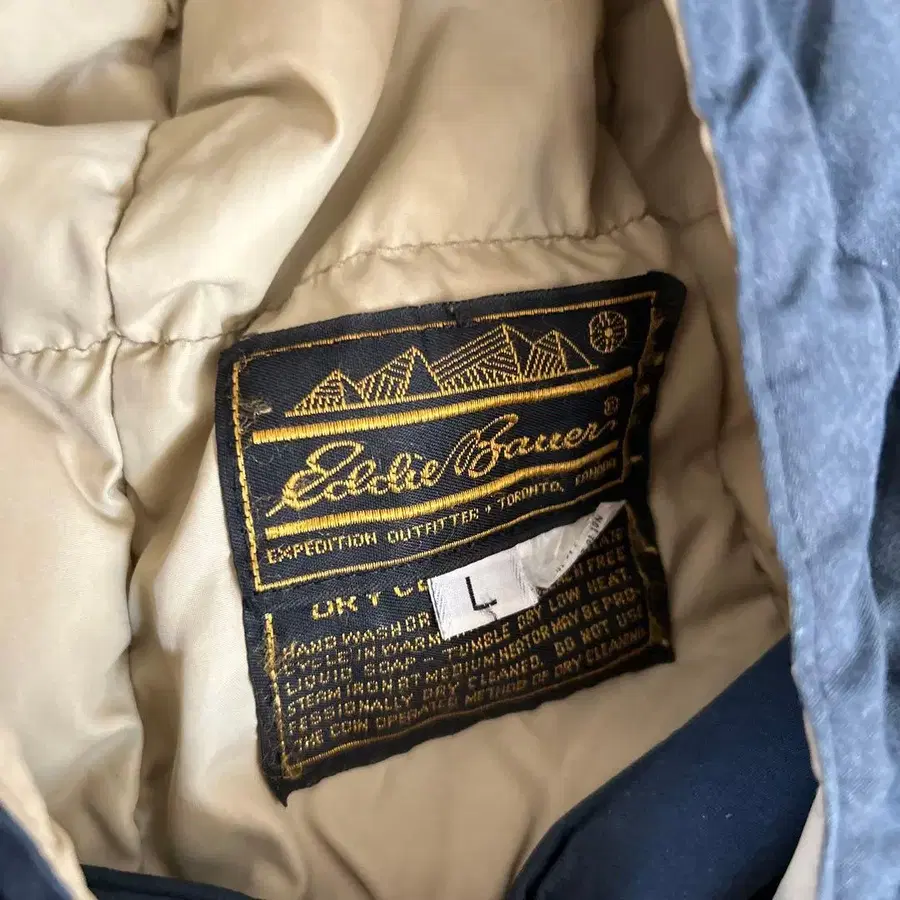 Eddie Bauer®
EXPEDITION OUTFITTER • TORONTO, CANADA
L
HAND WASH OR
CYCLE IN WARM
LIQUID SOAP — TUMBLE DRY LOW HEAT.
STEAM IRON AT MEDIUM HEAT OR MAY BE PRO-
FESSIONALLY DRY CLEANED. DO NOT USE
THE COIN OPERATED METHOD OF DRY CLEANING